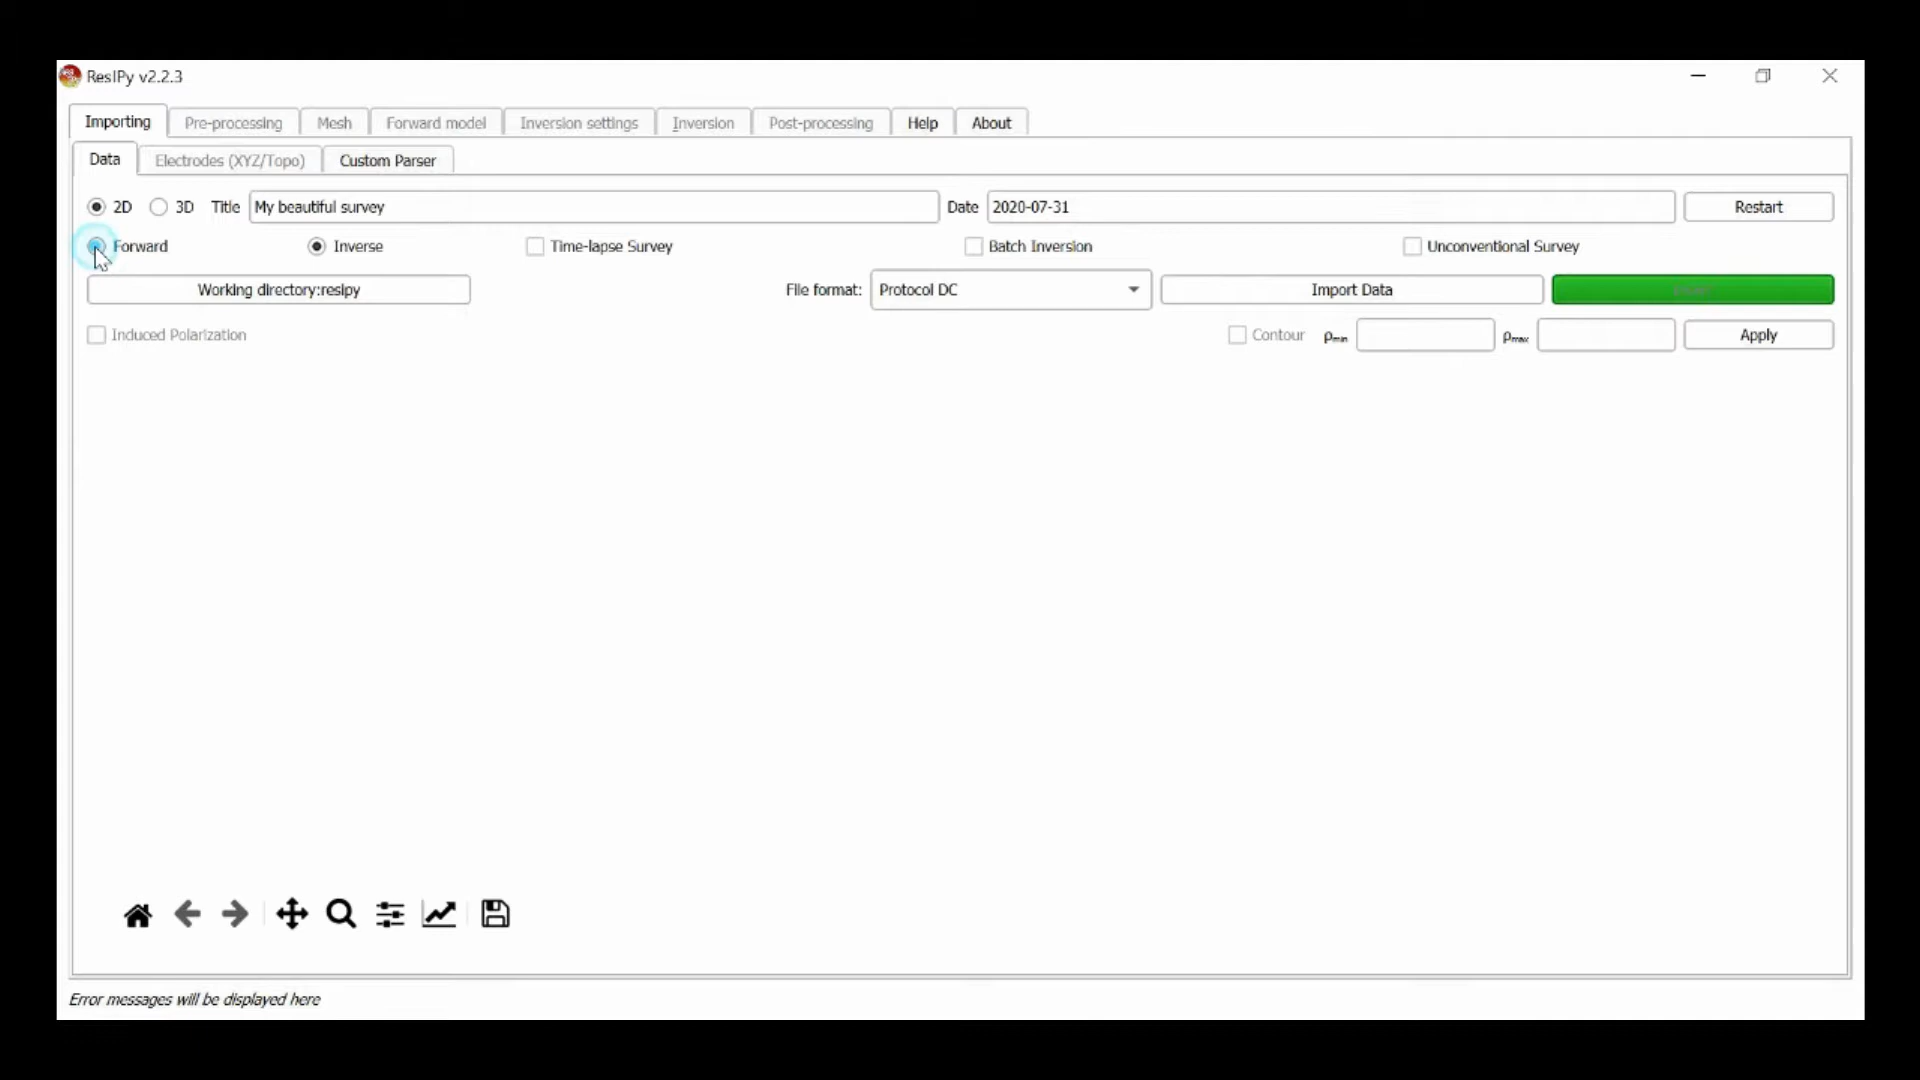 ResIPy v2.2.3
Importing Pre-processing Mesh Forward model Inversion settings Inversion Post-processing Help About
Data Electrodes (XYZ/Topo) Custom Parser
2D 3D Title My beautiful survey Date 2020-07-31 Restart
Forward Inverse Time-lapse Survey Batch Inversion Unconventional Survey
Working directory:resipy File format: Protocol DC Import Data
Induced Polarization Contour ρmin ρmax Apply
Error messages will be displayed here